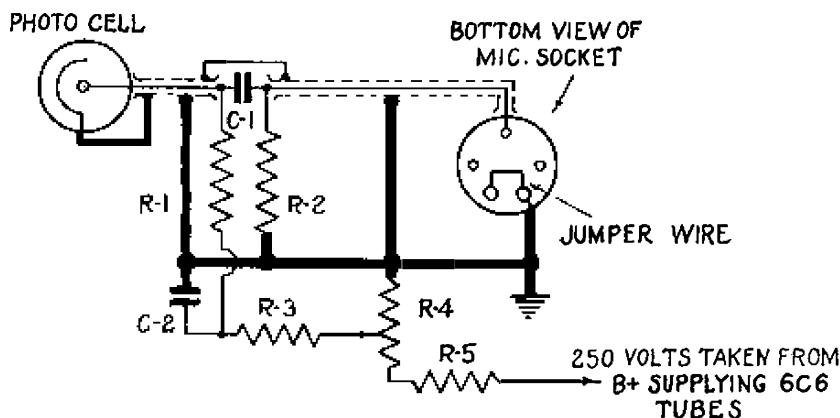 PHOTO CELL
BOTTOM VIEW OF
MIC. SOCKET
C-1
R-1
R-2
JUMPER WIRE
C-2
R-3
R-4
R-5
250 VOLTS TAKEN FROM
B+ SUPPLYING 6C6
TUBES